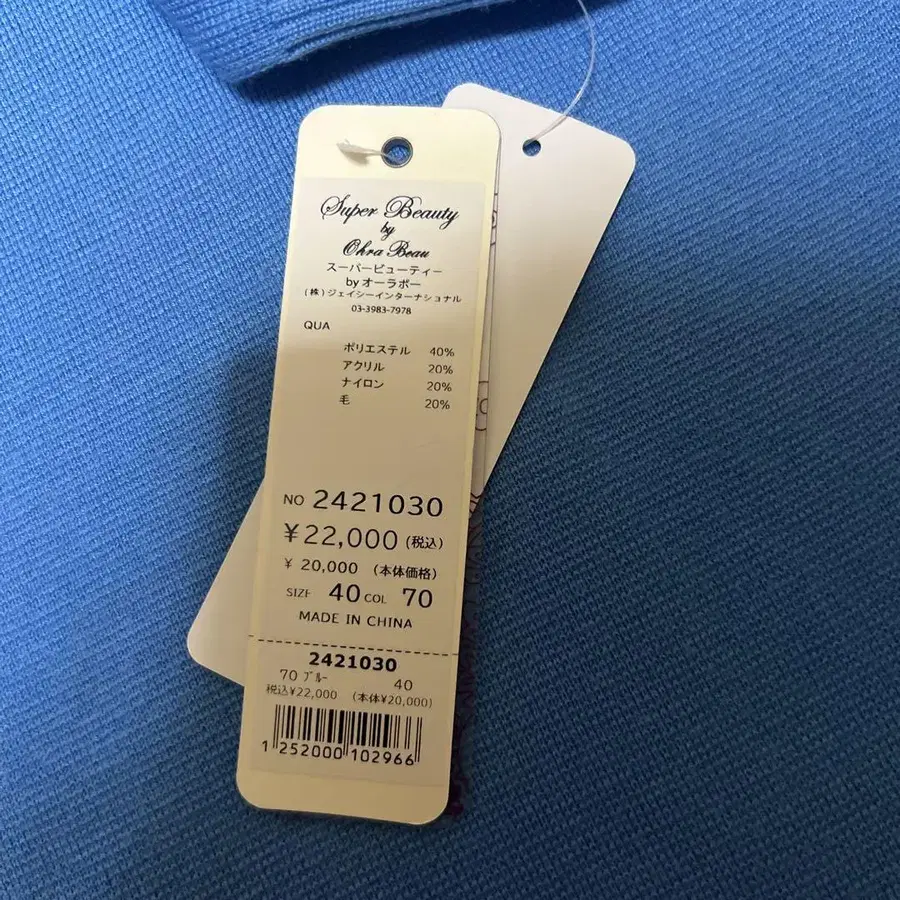 Super Beauty
by
Ohra Beau
スーパービューティー
by オーラボー
(株)ジェイシーインターナショナル
03-3983-7978
QUA
ポリエステル 40%
アクリル 20%
ナイロン 20%
毛 20%
NO 2421030
¥22,000 (税込)
¥ 20,000 (本体価格)
SIZE 40 COL 70
MADE IN CHINA
2421030
70 ブルー 40
税込¥22,000 (本体¥20,000)
1 252000 102966